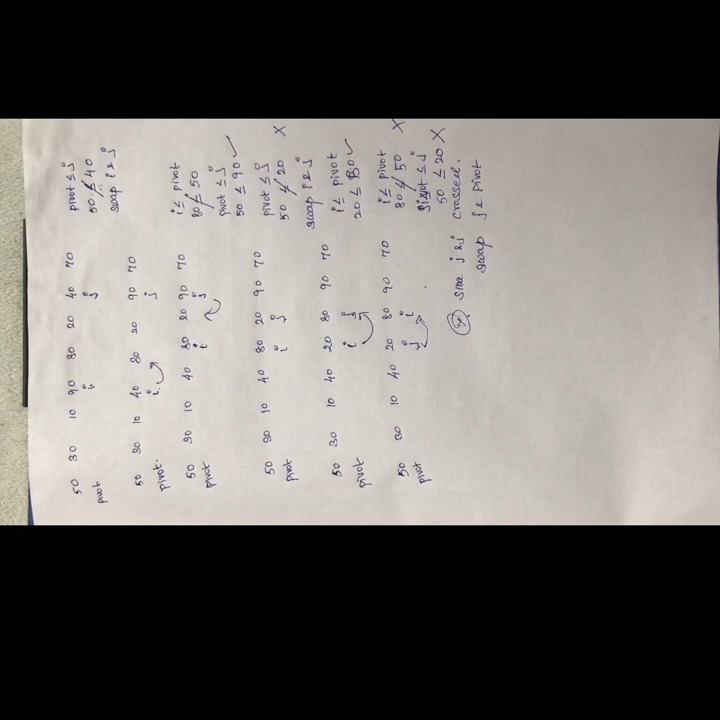 50 30 10 90 80 20 40 70 pivot ≤ j
pivot i j 50 ≰ 40
swap i & j
50 30 10 40 80 20 90 70
pivot. i. j
i ≤ pivot
50 30 10 40 80 20 90 70 80 ≰ 50
pivot i j pivot ≤ j
50 ≤ 90 ✓
50 30 10 40 80 20 90 70 pivot ≤ j
pivot i j 50 ≰ 20 X
swap i & j
50 30 10 40 20 80 90 70 i ≤ pivot
pivot i j 20 ≤ 80 ✓
50 30 10 40 20 80 90 70 i ≤ pivot
pivot j i 80 ≰ 50 X
pivot ≤ j
50 ≤ 20 X
* since j & j crossed.
swap j & pivot